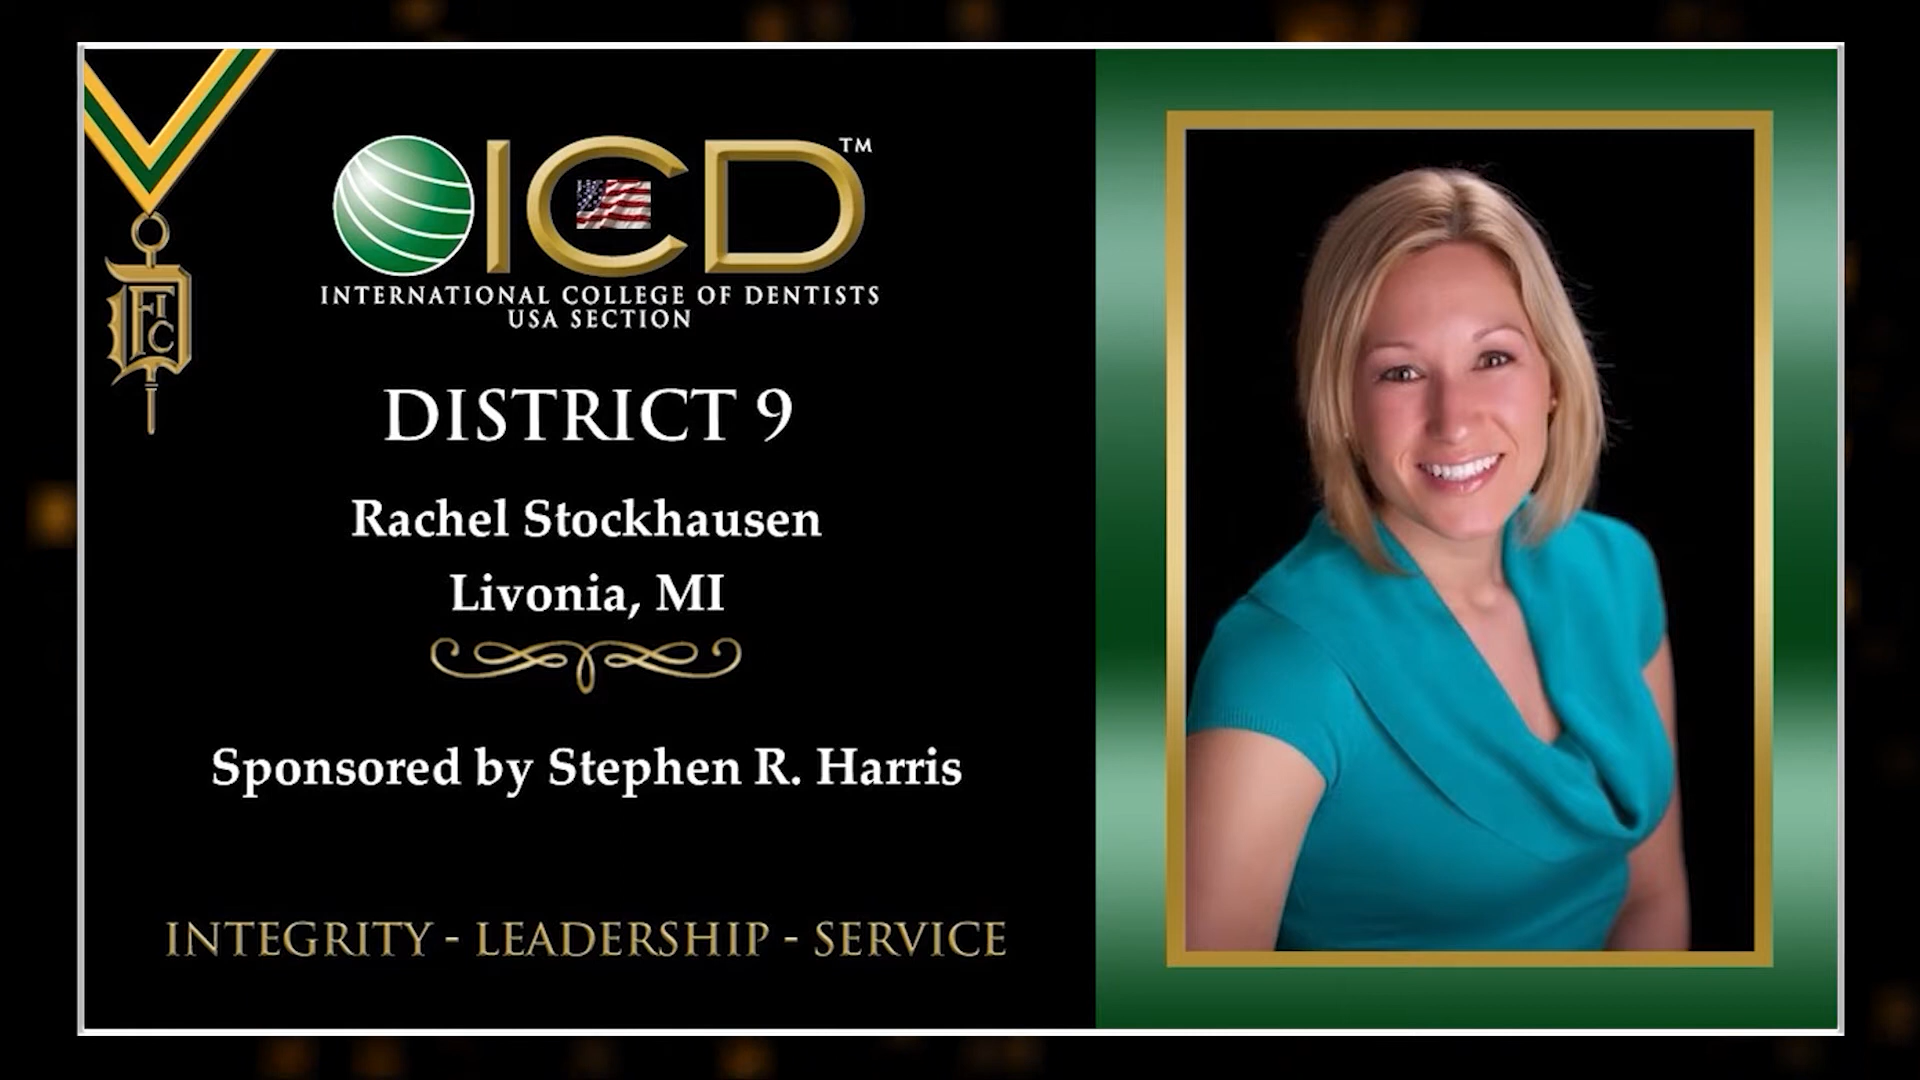 ICD™
INTERNATIONAL COLLEGE OF DENTISTS
USA SECTION
DISTRICT 9
Rachel Stockhausen
Livonia, MI
Sponsored by Stephen R. Harris
INTEGRITY - LEADERSHIP - SERVICE